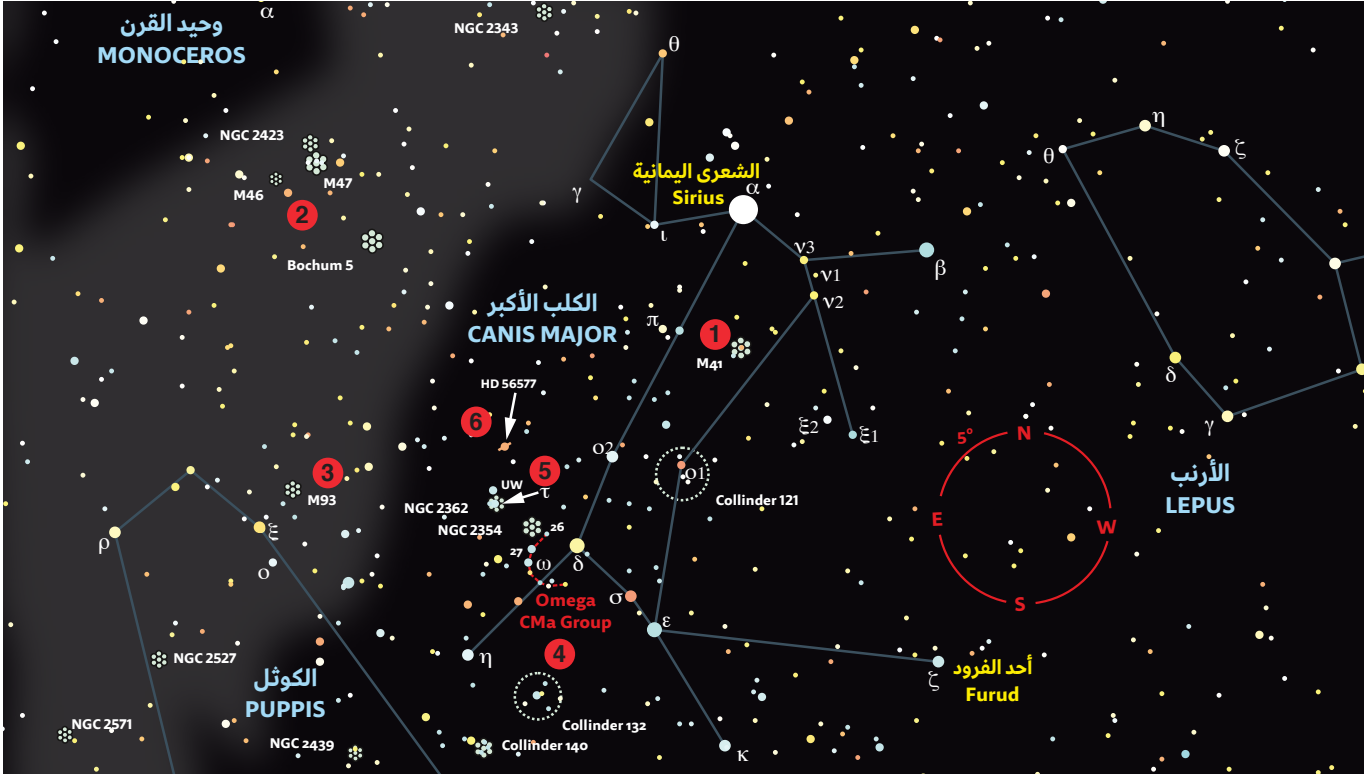 α
وحيد القرن
MONOCEROS
NGC 2343
θ
NGC 2423
M47
M46
2
Bochum 5
γ
ι
الشعرى اليمانية
Sirius
α
ν3
ν1
ν2
β
θ
η
ζ
δ
γ
الكلب الأكبر
CANIS MAJOR
π
1
M41
HD 56577
6
ξ2
ξ1
5°
N
E
W
S
الأرنب
LEPUS
3
M93
ο2
ο1
Collinder 121
5
UW
τ
NGC 2362
NGC 2354
26
27
ω
δ
ρ
ξ
ο
Omega
CMa Group
σ
ε
4
η
NGC 2527
الكوثل
PUPPIS
أحد الفرود
Furud
ζ
NGC 2571
NGC 2439
Collinder 132
Collinder 140
κ